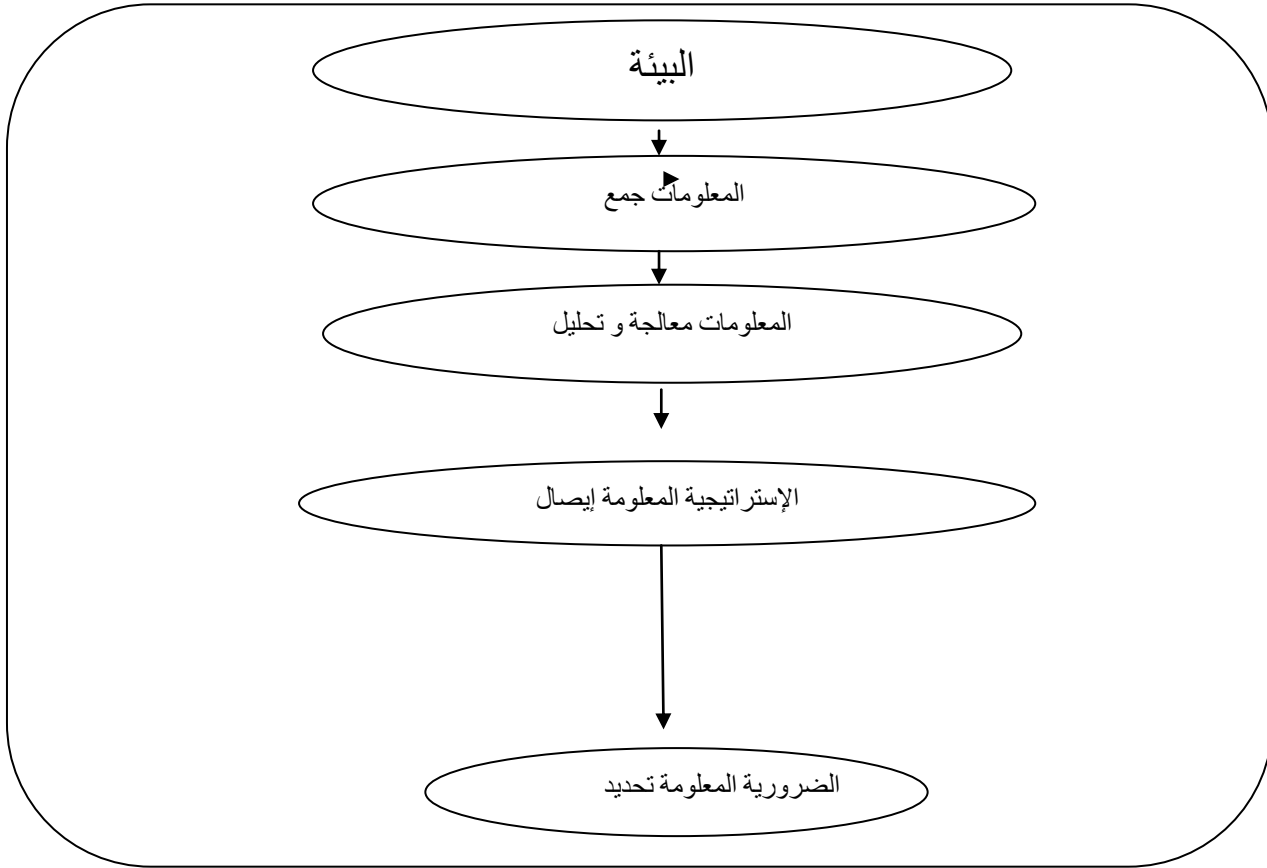 البيئة
المعلومات جمع
المعلومات معالجة و تحليل
الإستراتيجية المعلومة إيصال
الضرورية المعلومة تحديد